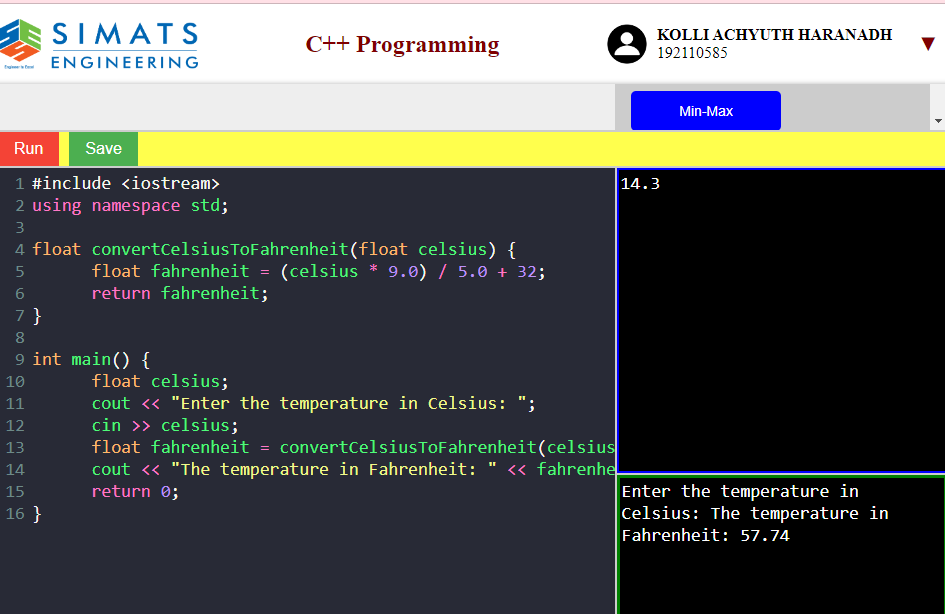 SIMATS
ENGINEERING
Engineer to Excel
C++ Programming
KOLLI ACHYUTH HARANADH
192110585
Min-Max
Run
Save
1 #include <iostream>
2 using namespace std;
3
4 float convertCelsiusToFahrenheit(float celsius) {
5 float fahrenheit = (celsius * 9.0) / 5.0 + 32;
6 return fahrenheit;
7 }
8
9 int main() {
10 float celsius;
11 cout << "Enter the temperature in Celsius: ";
12 cin >> celsius;
13 float fahrenheit = convertCelsiusToFahrenheit(celsius
14 cout << "The temperature in Fahrenheit: " << fahrenhe
15 return 0;
16 }
14.3
Enter the temperature in
Celsius: The temperature in
Fahrenheit: 57.74